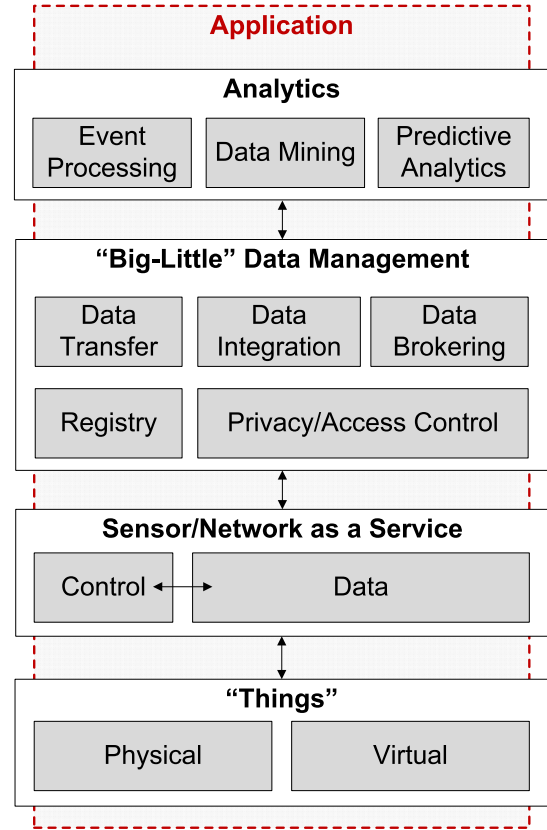 Application
Analytics
Event
Processing
Data Mining
Predictive
Analytics
“Big-Little” Data Management
Data
Transfer
Data
Integration
Data
Brokering
Registry
Privacy/Access Control
Sensor/Network as a Service
Control
Data
“Things”
Physical
Virtual